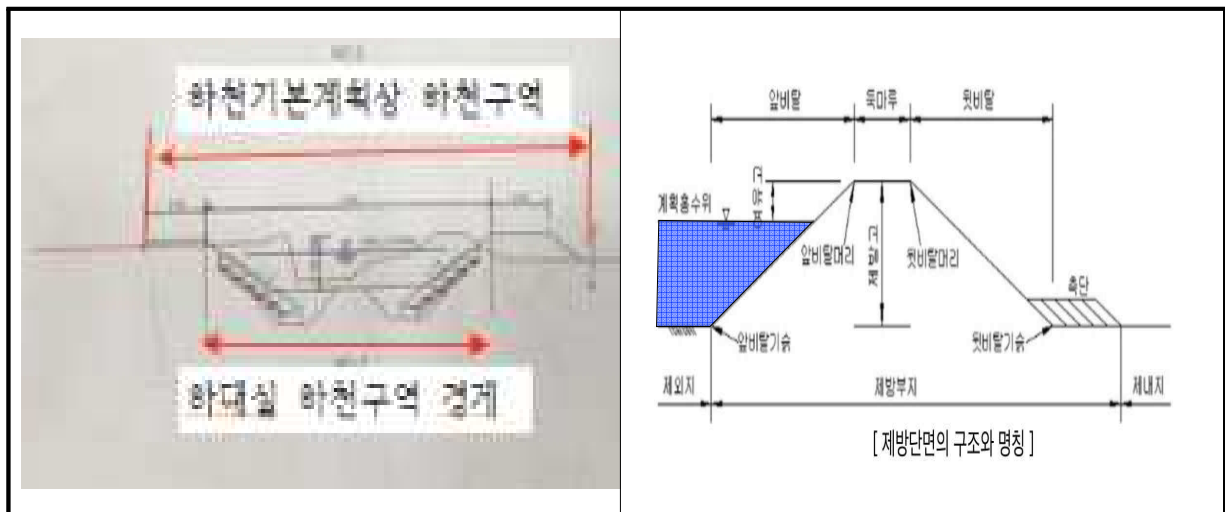 하천기본계획상 하천구역
하대실 하천구역 경계
앞비탈
둑마루
뒷비탈
계획홍수위
여유고
앞비탈머리
제방고
뒷비탈머리
측단
앞비탈기슭
뒷비탈기슭
제외지
제방부지
제내지
[ 제방단면의 구조와 명칭 ]